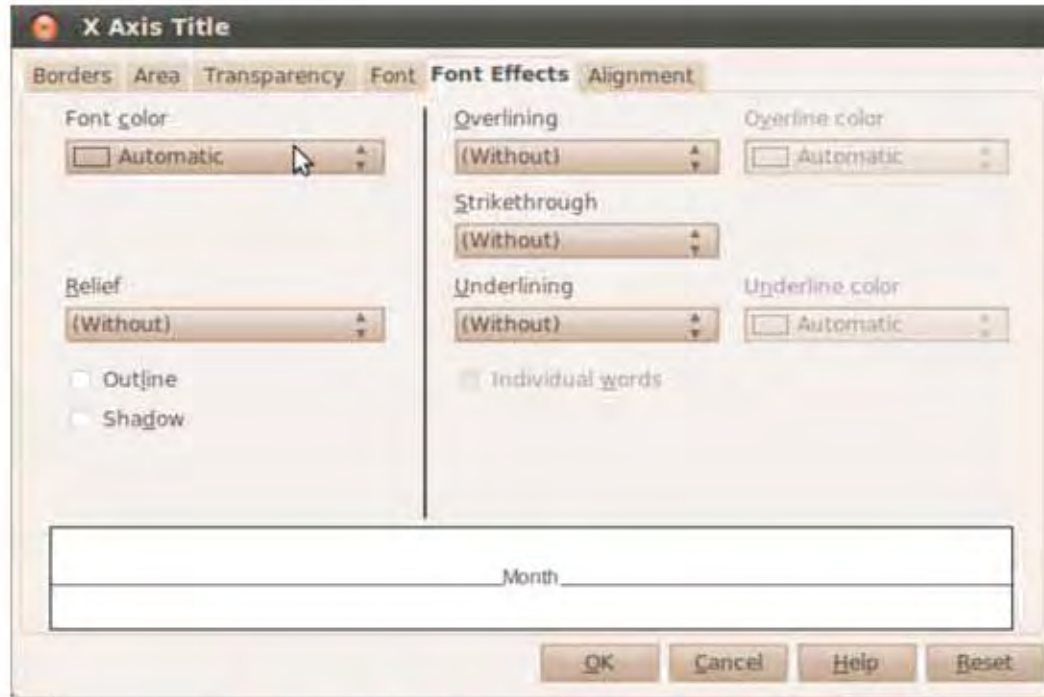 X Axis Title
Borders Area Transparency Font Font Effects Alignment
Font color
Automatic
Relief
(Without)
Outline
Shadow
Overlining
(Without)
Overline color
Automatic
Strikethrough
(Without)
Underlining
(Without)
Underline color
Automatic
Individual words
Month
OK Cancel Help Reset